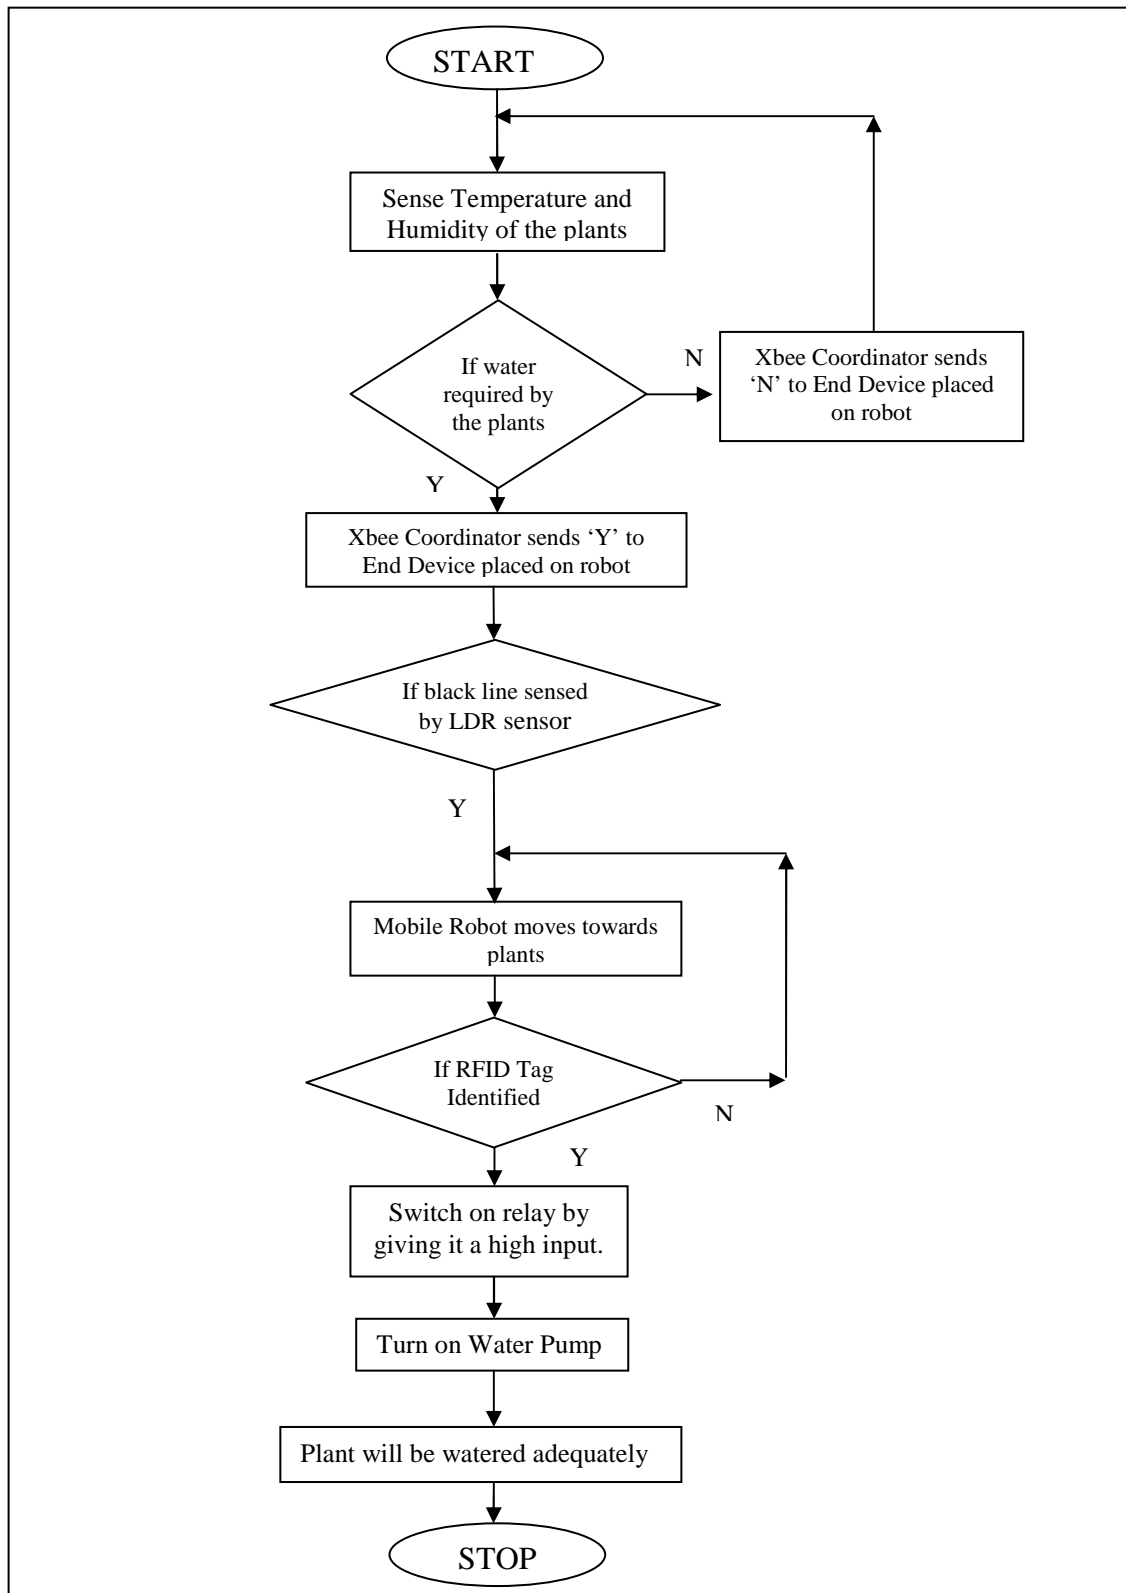 START
Sense Temperature and
Humidity of the plants
If water
required by
the plants
N
Xbee Coordinator sends
‘N’ to End Device placed
on robot
Y
Xbee Coordinator sends ‘Y’ to
End Device placed on robot
If black line sensed
by LDR sensor
Y
Mobile Robot moves towards
plants
If RFID Tag
Identified
N
Y
Switch on relay by
giving it a high input.
Turn on Water Pump
Plant will be watered adequately
STOP